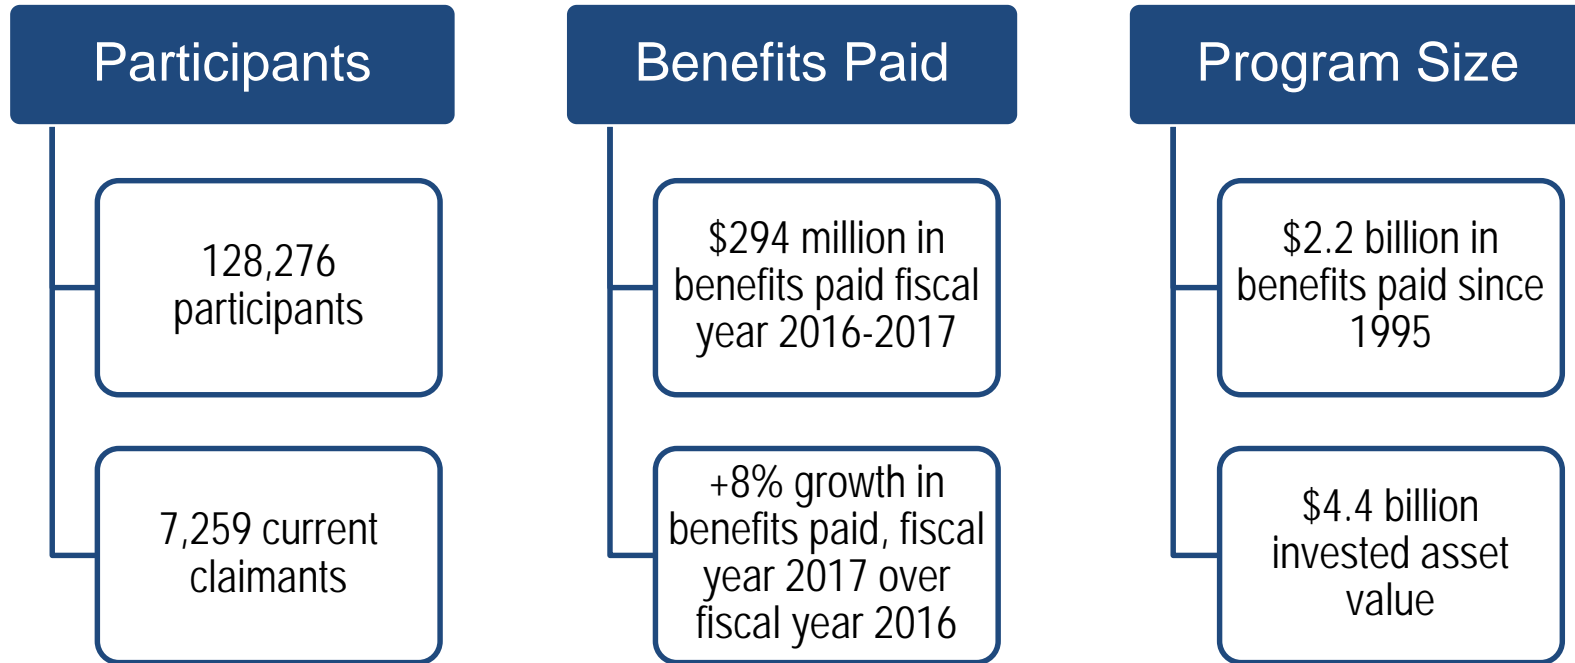 Participants
128,276
participants
7,259 current
claimants
Benefits Paid
$294 million in
benefits paid fiscal
year 2016-2017
+8% growth in
benefits paid, fiscal
year 2017 over
fiscal year 2016
Program Size
$2.2 billion in
benefits paid since
1995
$4.4 billion
invested asset
value